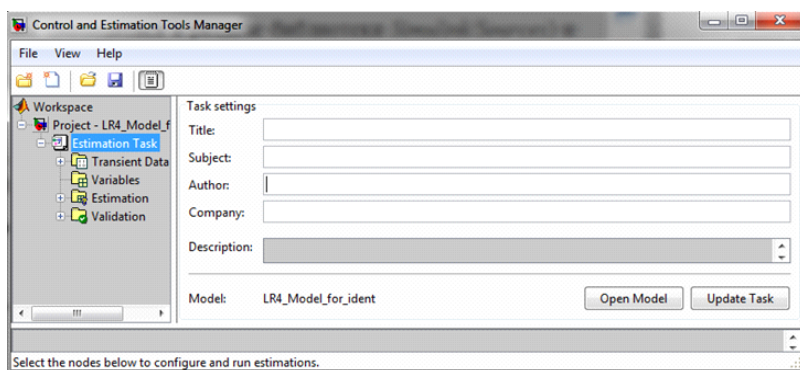 Control and Estimation Tools Manager
File View Help
Workspace
Project - LR4_Model_f
Estimation Task
Transient Data
Variables
Estimation
Validation
Task settings
Title:
Subject:
Author:
Company:
Description:
Model: LR4_Model_for_ident Open Model Update Task
Select the nodes below to configure and run estimations.